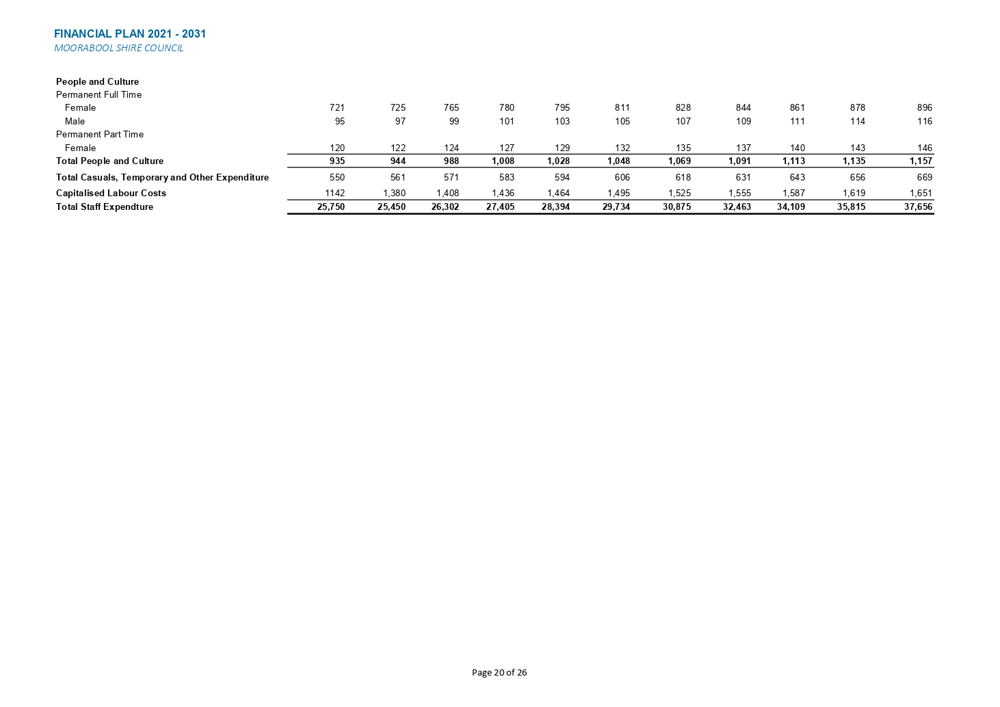 FINANCIAL PLAN 2021 - 2031
MOORABOOL SHIRE COUNCIL
People and Culture
Permanent Full Time
Female 721 725 765 780 795 811 828 844 861 878 896
Male 95 97 99 101 103 105 107 109 111 114 116
Permanent Part Time
Female 120 122 124 127 129 132 135 137 140 143 146
Total People and Culture 935 944 988 1,008 1,028 1,048 1,069 1,091 1,113 1,135 1,157
Total Casuals, Temporary and Other Expenditure 550 561 571 583 594 606 618 631 643 656 669
Capitalised Labour Costs 1142 1,380 1,408 1,436 1,464 1,495 1,525 1,555 1,587 1,619 1,651
Total Staff Expenditure 25,750 25,450 26,302 27,405 28,394 29,734 30,875 32,463 34,109 35,815 37,656
Page 20 of 26